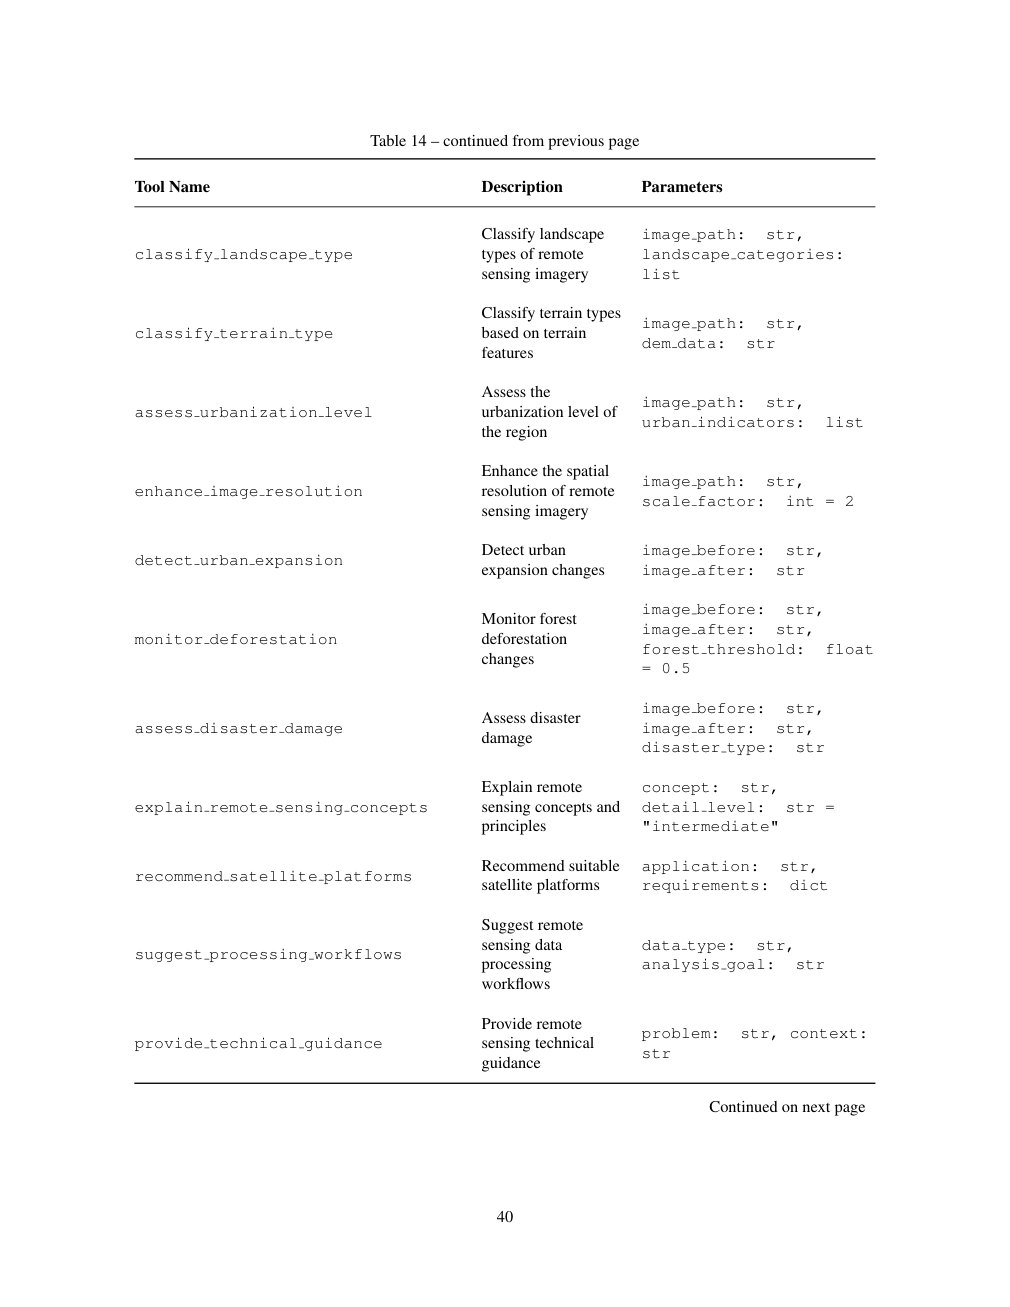 Table 14 – continued from previous page
Tool Name Description Parameters
classify_landscape_type
Classify landscape
types of remote
sensing imagery
image_path: str,
landscape_categories:
list
classify_terrain_type
Classify terrain types
based on terrain
features
image_path: str,
dem_data: str
assess_urbanization_level
Assess the
urbanization level of
the region
image_path: str,
urban_indicators: list
enhance_image_resolution
Enhance the spatial
resolution of remote
sensing imagery
image_path: str,
scale_factor: int = 2
detect_urban_expansion
Detect urban
expansion changes
image_before: str,
image_after: str
monitor_deforestation
Monitor forest
deforestation
changes
image_before: str,
image_after: str,
forest_threshold: float
= 0.5
assess_disaster_damage
Assess disaster
damage
image_before: str,
image_after: str,
disaster_type: str
explain_remote_sensing_concepts
Explain remote
sensing concepts and
principles
concept: str,
detail_level: str =
"intermediate"
recommend_satellite_platforms
Recommend suitable
satellite platforms
application: str,
requirements: dict
suggest_processing_workflows
Suggest remote
sensing data
processing
workflows
data_type: str,
analysis_goal: str
provide_technical_guidance
Provide remote
sensing technical
guidance
problem: str, context:
str
Continued on next page
40